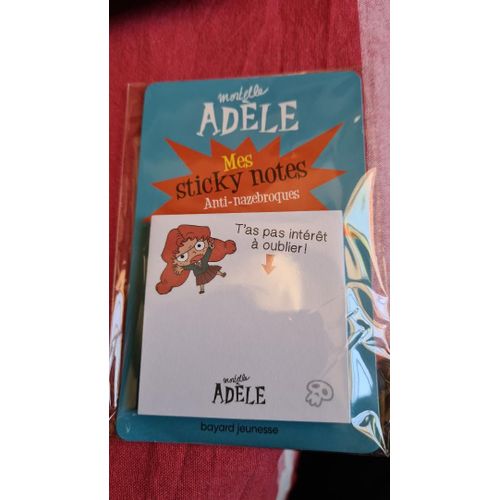 mortelle
ADÈLE
Mes
sticky notes
Anti-nazebroques
T'as pas intérêt
à oublier!
mortelle
ADÈLE
bayard jeunesse